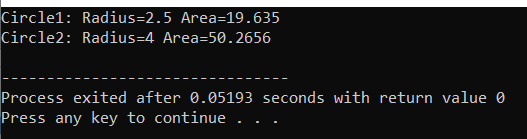 Circle1: Radius=2.5 Area=19.635
Circle2: Radius=4 Area=50.2656
--------------------------------
Process exited after 0.05193 seconds with return value 0
Press any key to continue . . .